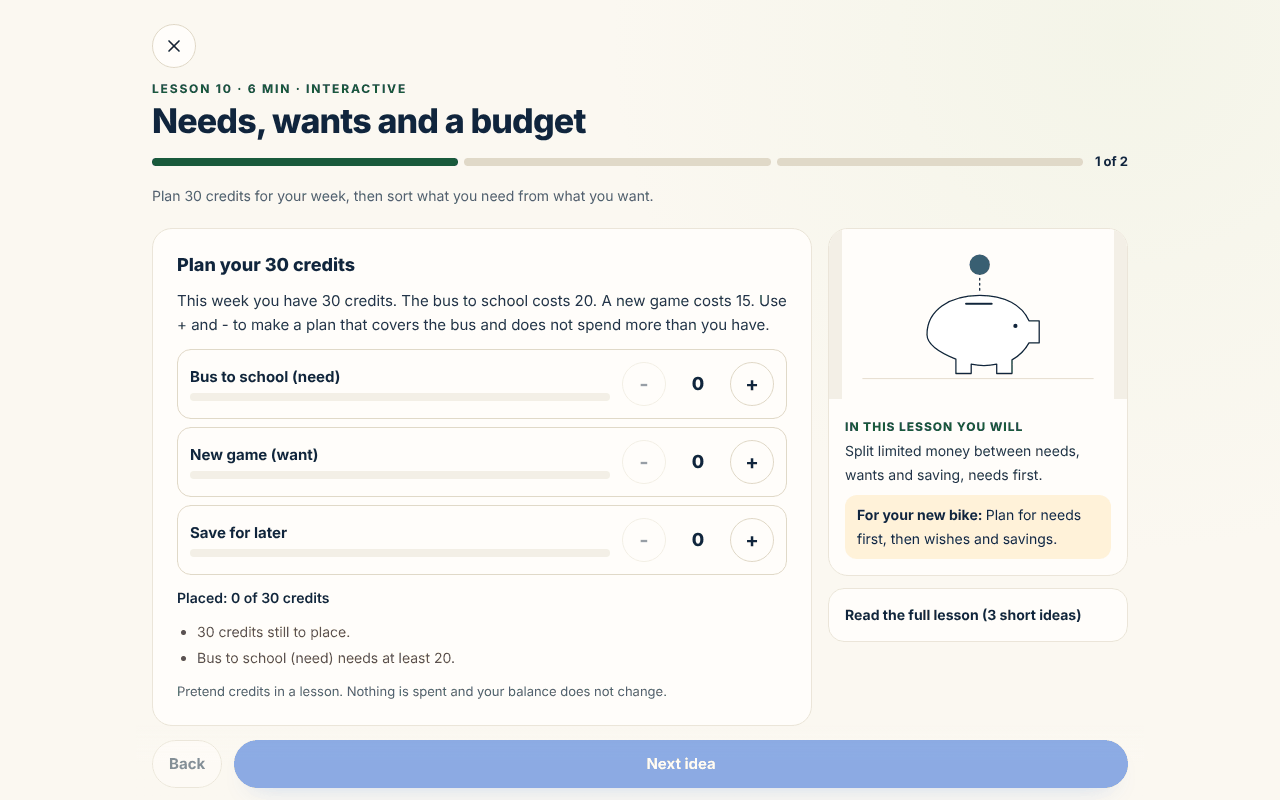 LESSON 10 · 6 MIN · INTERACTIVE
Needs, wants and a budget
1 of 2
Plan 30 credits for your week, then sort what you need from what you want.
Plan your 30 credits
This week you have 30 credits. The bus to school costs 20. A new game costs 15. Use
+ and - to make a plan that covers the bus and does not spend more than you have.
Bus to school (need)
- 0 +
New game (want)
- 0 +
Save for later
- 0 +
Placed: 0 of 30 credits
• 30 credits still to place.
• Bus to school (need) needs at least 20.
Pretend credits in a lesson. Nothing is spent and your balance does not change.
IN THIS LESSON YOU WILL
Split limited money between needs,
wants and saving, needs first.
For your new bike: Plan for needs
first, then wishes and savings.
Read the full lesson (3 short ideas)
Back
Next idea